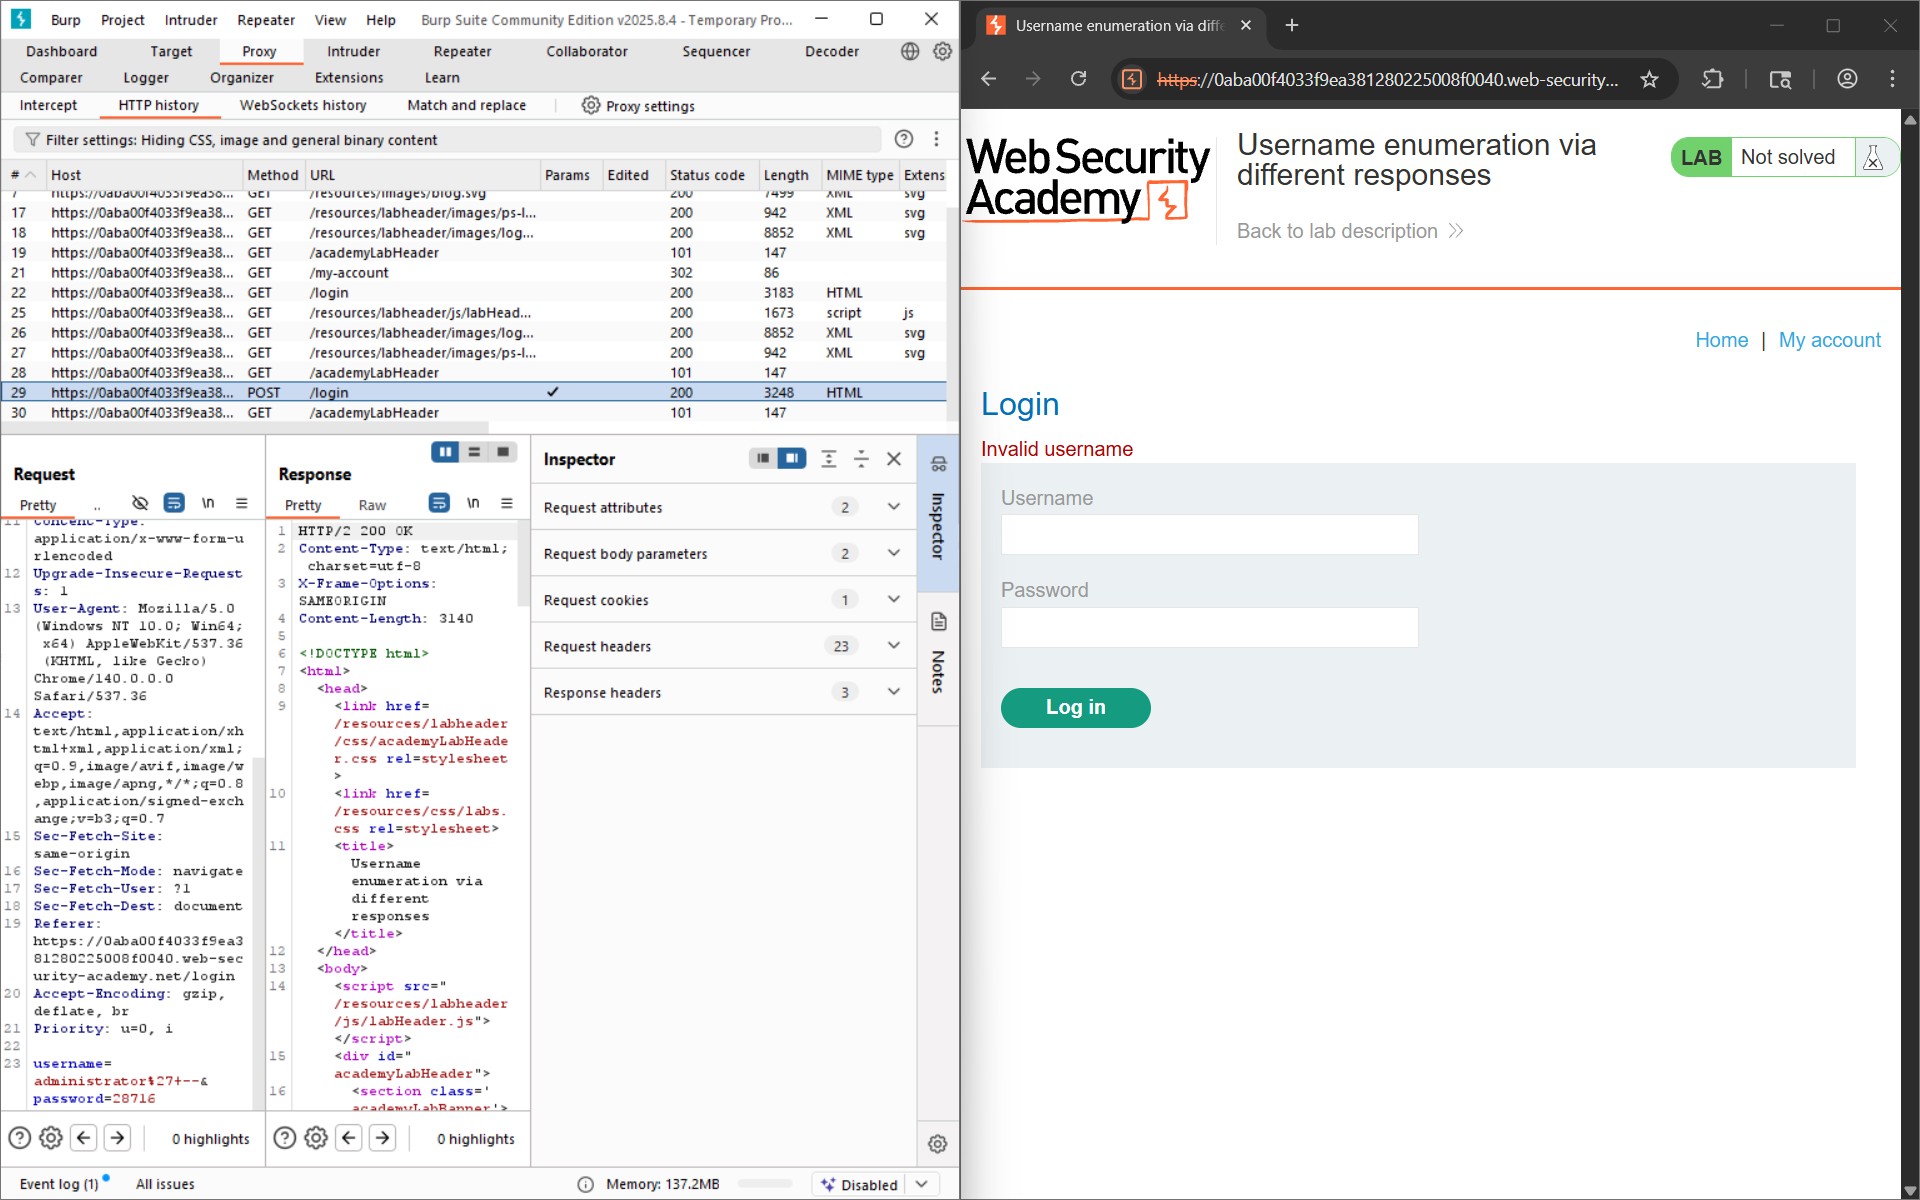 Burp Project Intruder Repeater View Help Burp Suite Community Edition v2025.8.4 - Temporary Pro...
Dashboard Target Proxy Intruder Repeater Collaborator Sequencer Decoder
Comparer Logger Organizer Extensions Learn
Intercept HTTP history WebSockets history Match and replace Proxy settings
Filter settings: Hiding CSS, image and general binary content
# Host Method URL Params Edited Status code Length MIME type Extens
7 https://0aba00f4033f9ea38... GET /resources/images/blog.svg 200 7499 XML svg
17 https://0aba00f4033f9ea38... GET /resources/labheader/images/ps-l... 200 942 XML svg
18 https://0aba00f4033f9ea38... GET /resources/labheader/images/log... 200 8852 XML svg
19 https://0aba00f4033f9ea38... GET /academyLabHeader 101 147
21 https://0aba00f4033f9ea38... GET /my-account 302 86
22 https://0aba00f4033f9ea38... GET /login 200 3183 HTML
25 https://0aba00f4033f9ea38... GET /resources/labheader/js/labHead... 200 1673 script js
26 https://0aba00f4033f9ea38... GET /resources/labheader/images/log... 200 8852 XML svg
27 https://0aba00f4033f9ea38... GET /resources/labheader/images/ps-l... 200 942 XML svg
28 https://0aba00f4033f9ea38... GET /academyLabHeader 101 147
29 https://0aba00f4033f9ea38... POST /login ✓ 200 3248 HTML
30 https://0aba00f4033f9ea38... GET /academyLabHeader 101 147
Request
Pretty .. \n
11 Content-Type:
application/x-www-form-u
rlencoded
12 Upgrade-Insecure-Request
s: 1
13 User-Agent: Mozilla/5.0
(Windows NT 10.0; Win64;
x64) AppleWebKit/537.36
(KHTML, like Gecko)
Chrome/140.0.0.0
Safari/537.36
14 Accept:
text/html,application/xh
tml+xml,application/xml;
q=0.9,image/avif,image/w
ebp,image/apng,*/*;q=0.8
,application/signed-exch
ange;v=b3;q=0.7
15 Sec-Fetch-Site:
same-origin
16 Sec-Fetch-Mode: navigate
17 Sec-Fetch-User: ?1
18 Sec-Fetch-Dest: document
19 Referer:
https://0aba00f4033f9ea3
81280225008f0040.web-sec
urity-academy.net/login
20 Accept-Encoding: gzip,
deflate, br
21 Priority: u=0, i
22
23 username=
administrator%27+--&
password=28716
0 highlights
Response
Pretty Raw \n
1 HTTP/2 200 OK
2 Content-Type: text/html;
charset=utf-8
3 X-Frame-Options:
SAMEORIGIN
4 Content-Length: 3140
5
6 <!DOCTYPE html>
7 <html>
8 <head>
9 <link href=
/resources/labheader
/css/academyLabHeade
r.css rel=stylesheet
>
10 <link href=
/resources/css/labs.
css rel=stylesheet>
11 <title>
Username
enumeration via
different
responses
</title>
12 </head>
13 <body>
14 <script src="
/resources/labheader
/js/labHeader.js">
</script>
15 <div id="
academyLabHeader">
16 <section class='
academyLabBanner'>
0 highlights
Inspector
Request attributes 2
Request body parameters 2
Request cookies 1
Request headers 23
Response headers 3
Inspector
Notes
Event log (1) All issues Memory: 137.2MB Disabled
Username enumeration via diffe
https://0aba00f4033f9ea381280225008f0040.web-security...
Web Security
Academy
Username enumeration via
different responses
Back to lab description
LAB Not solved
Home | My account
Login
Invalid username
Username
Password
Log in